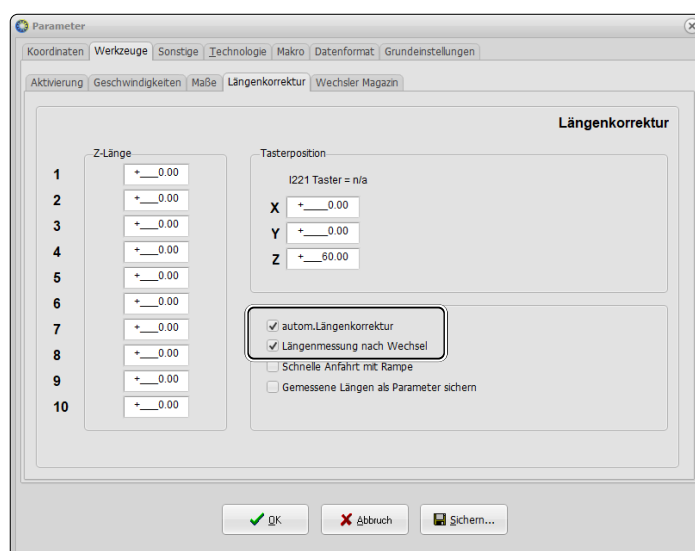 Parameter
Koordinaten Werkzeuge Sonstige Technologie Makro Datenformat Grundeinstellungen
Aktivierung Geschwindigkeiten Maße Längenkorrektur Wechsler Magazin
Längenkorrektur
Z-Länge
1 +___0.00
2 +___0.00
3 +___0.00
4 +___0.00
5 +___0.00
6 +___0.00
7 +___0.00
8 +___0.00
9 +___0.00
10 +___0.00
Tasterposition
I221 Taster = n/a
X +____0.00
Y +____0.00
Z +___60.00
autom.Längenkorrektur
Längenmessung nach Wechsel
Schnelle Anfahrt mit Rampe
Gemessene Längen als Parameter sichern
OK Abbruch Sichern...